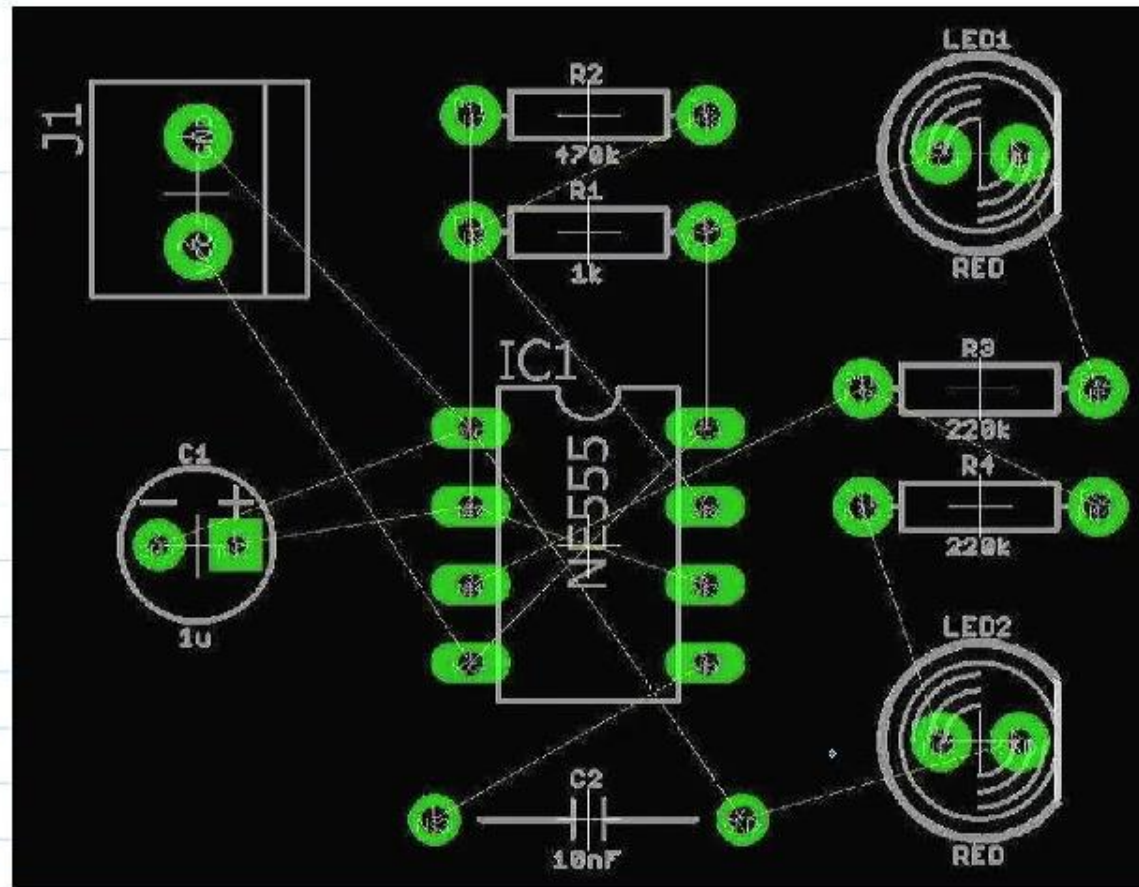 LED1
R2
J1
GND
470k
R1
1k
RED
IC1
R3
220k
C1
NE555
R4
- +
220k
1u
LED2
C2
10nF
RED